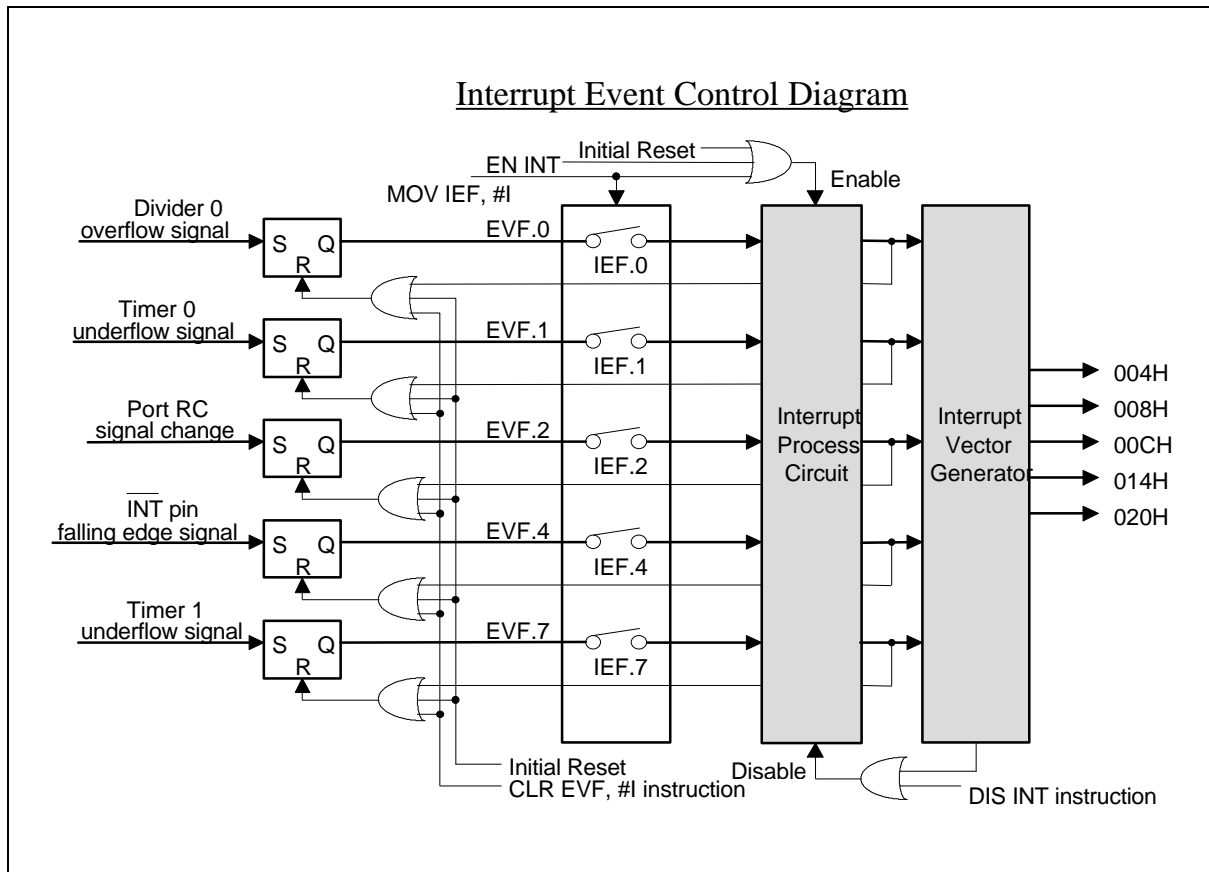 Interrupt Event Control Diagram
Initial Reset
EN INT
MOV IEF, #I
Enable
Divider 0
overflow signal
S Q
R
EVF.0
IEF.0
Timer 0
underflow signal
S Q
R
EVF.1
IEF.1
Port RC
signal change
S Q
R
EVF.2
IEF.2
INT pin
falling edge signal
S Q
R
EVF.4
IEF.4
Timer 1
underflow signal
S Q
R
EVF.7
IEF.7
Interrupt
Process
Circuit
Interrupt
Vector
Generator
004H
008H
00CH
014H
020H
Initial Reset
CLR EVF, #I instruction
Disable
DIS INT instruction